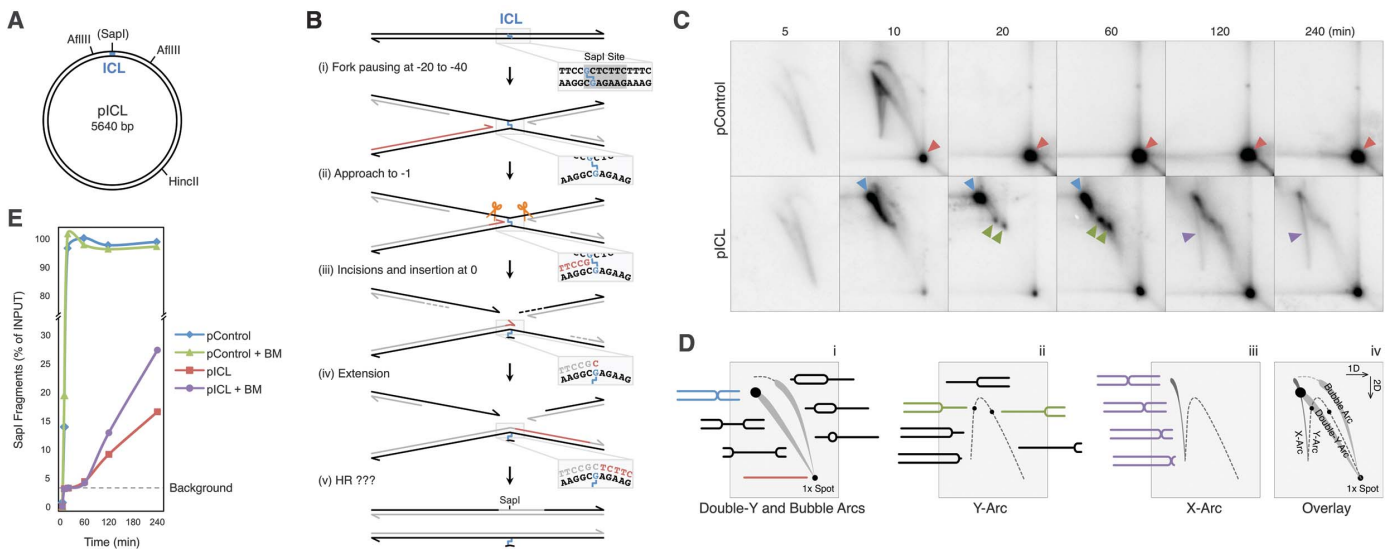 A
(SapI)
AflIII
AflIII
ICL
pICL
5640 bp
HincII
B
ICL
SapI Site
(i) Fork pausing at -20 to -40
TTCCGCTCTTCTTTC
AAGGCGAGAAGAAAG
(ii) Approach to -1
AAGGCGAGAAG
(iii) Incisions and insertion at 0
TTCCG
AAGGCGAGAAG
(iv) Extension
TTCCGC
AAGGCGAGAAG
(v) HR ???
TTCCGCTCTTC
AAGGCGAGAAG
SapI
C
5 10 20 60 120 240 (min)
pControl
pICL
D
i
1x Spot
Double-Y and Bubble Arcs
ii
Y-Arc
iii
X-Arc
iv
1D
2D
Bubble Arc
Double-Y Arc
Y-Arc
X-Arc
1x Spot
Overlay
E
SapI Fragments (% of INPUT)
100
90
80
30
25
20
15
10
5
0
0 60 120 180 240
Time (min)
Background
pControl
pControl + BM
pICL
pICL + BM